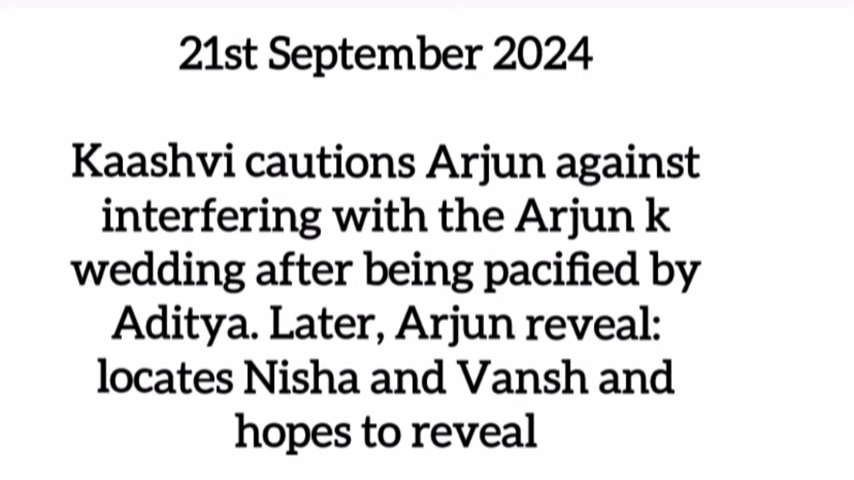 21st September 2024
Kaashvi cautions Arjun against
interfering with the Arjun k
wedding after being pacified by
Aditya. Later, Arjun reveal:
locates Nisha and Vansh and
hopes to reveal